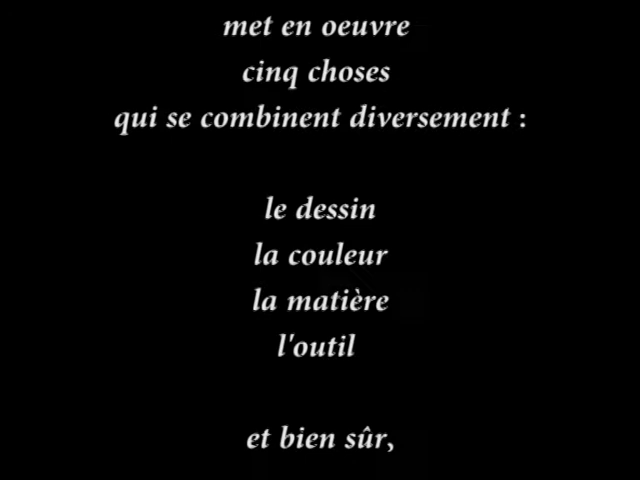 met en oeuvre
cinq choses
qui se combinent diversement :
le dessin
la couleur
la matière
l'outil
et bien sûr,